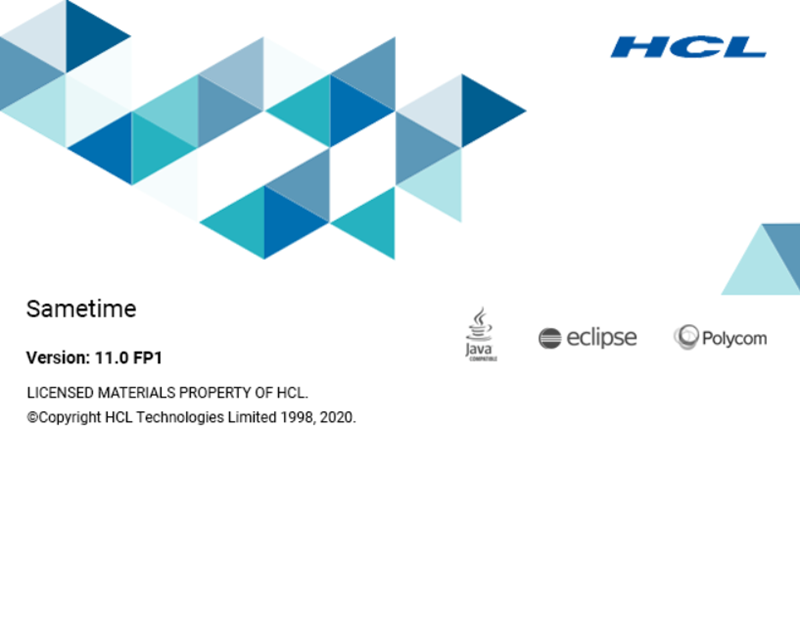 HCL
Sametime
Java
COMPATIBLE
eclipse
Polycom
Version: 11.0 FP1
LICENSED MATERIALS PROPERTY OF HCL.
©Copyright HCL Technologies Limited 1998, 2020.